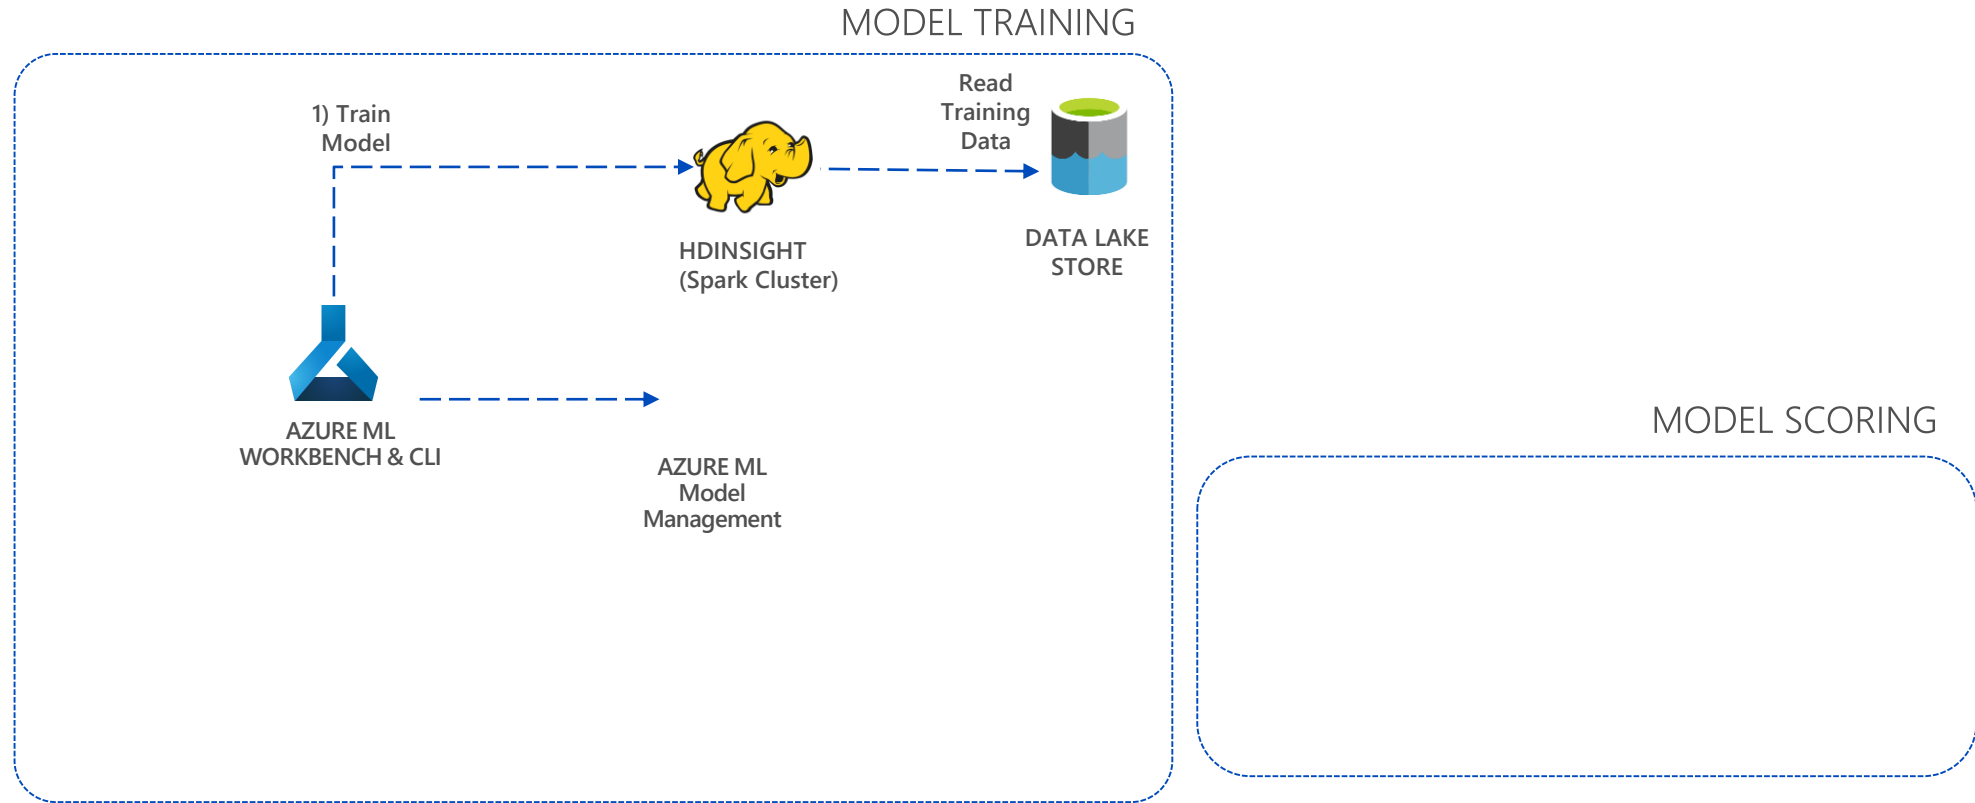 MODEL TRAINING
1) Train
Model
Read
Training
Data
HDINSIGHT
(Spark Cluster)
DATA LAKE
STORE
AZURE ML
WORKBENCH & CLI
AZURE ML
Model
Management
MODEL SCORING